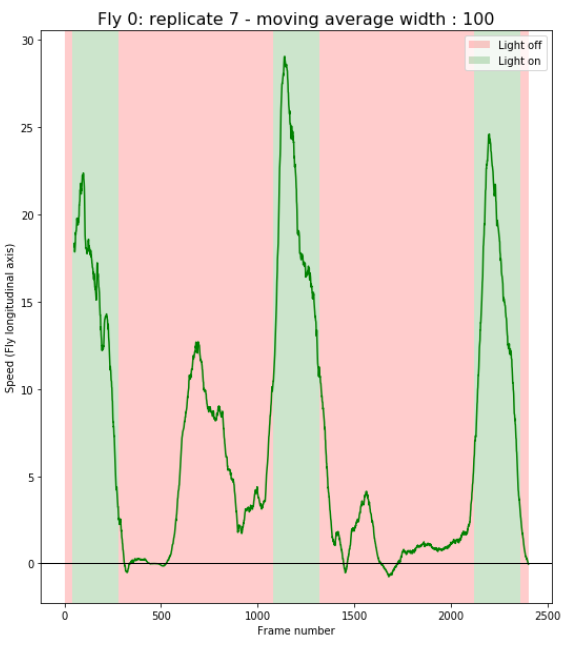 Fly 0: replicate 7 - moving average width : 100
Light off
Light on
30
25
20
15
10
5
0
Speed (Fly longitudinal axis)
0 500 1000 1500 2000 2500
Frame number